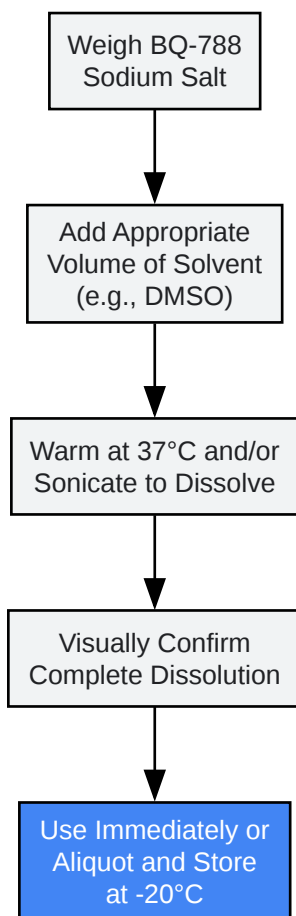 Weigh BQ-788
Sodium Salt
Add Appropriate
Volume of Solvent
(e.g., DMSO)
Warm at 37°C and/or
Sonicate to Dissolve
Visually Confirm
Complete Dissolution
Use Immediately or
Aliquot and Store
at -20°C